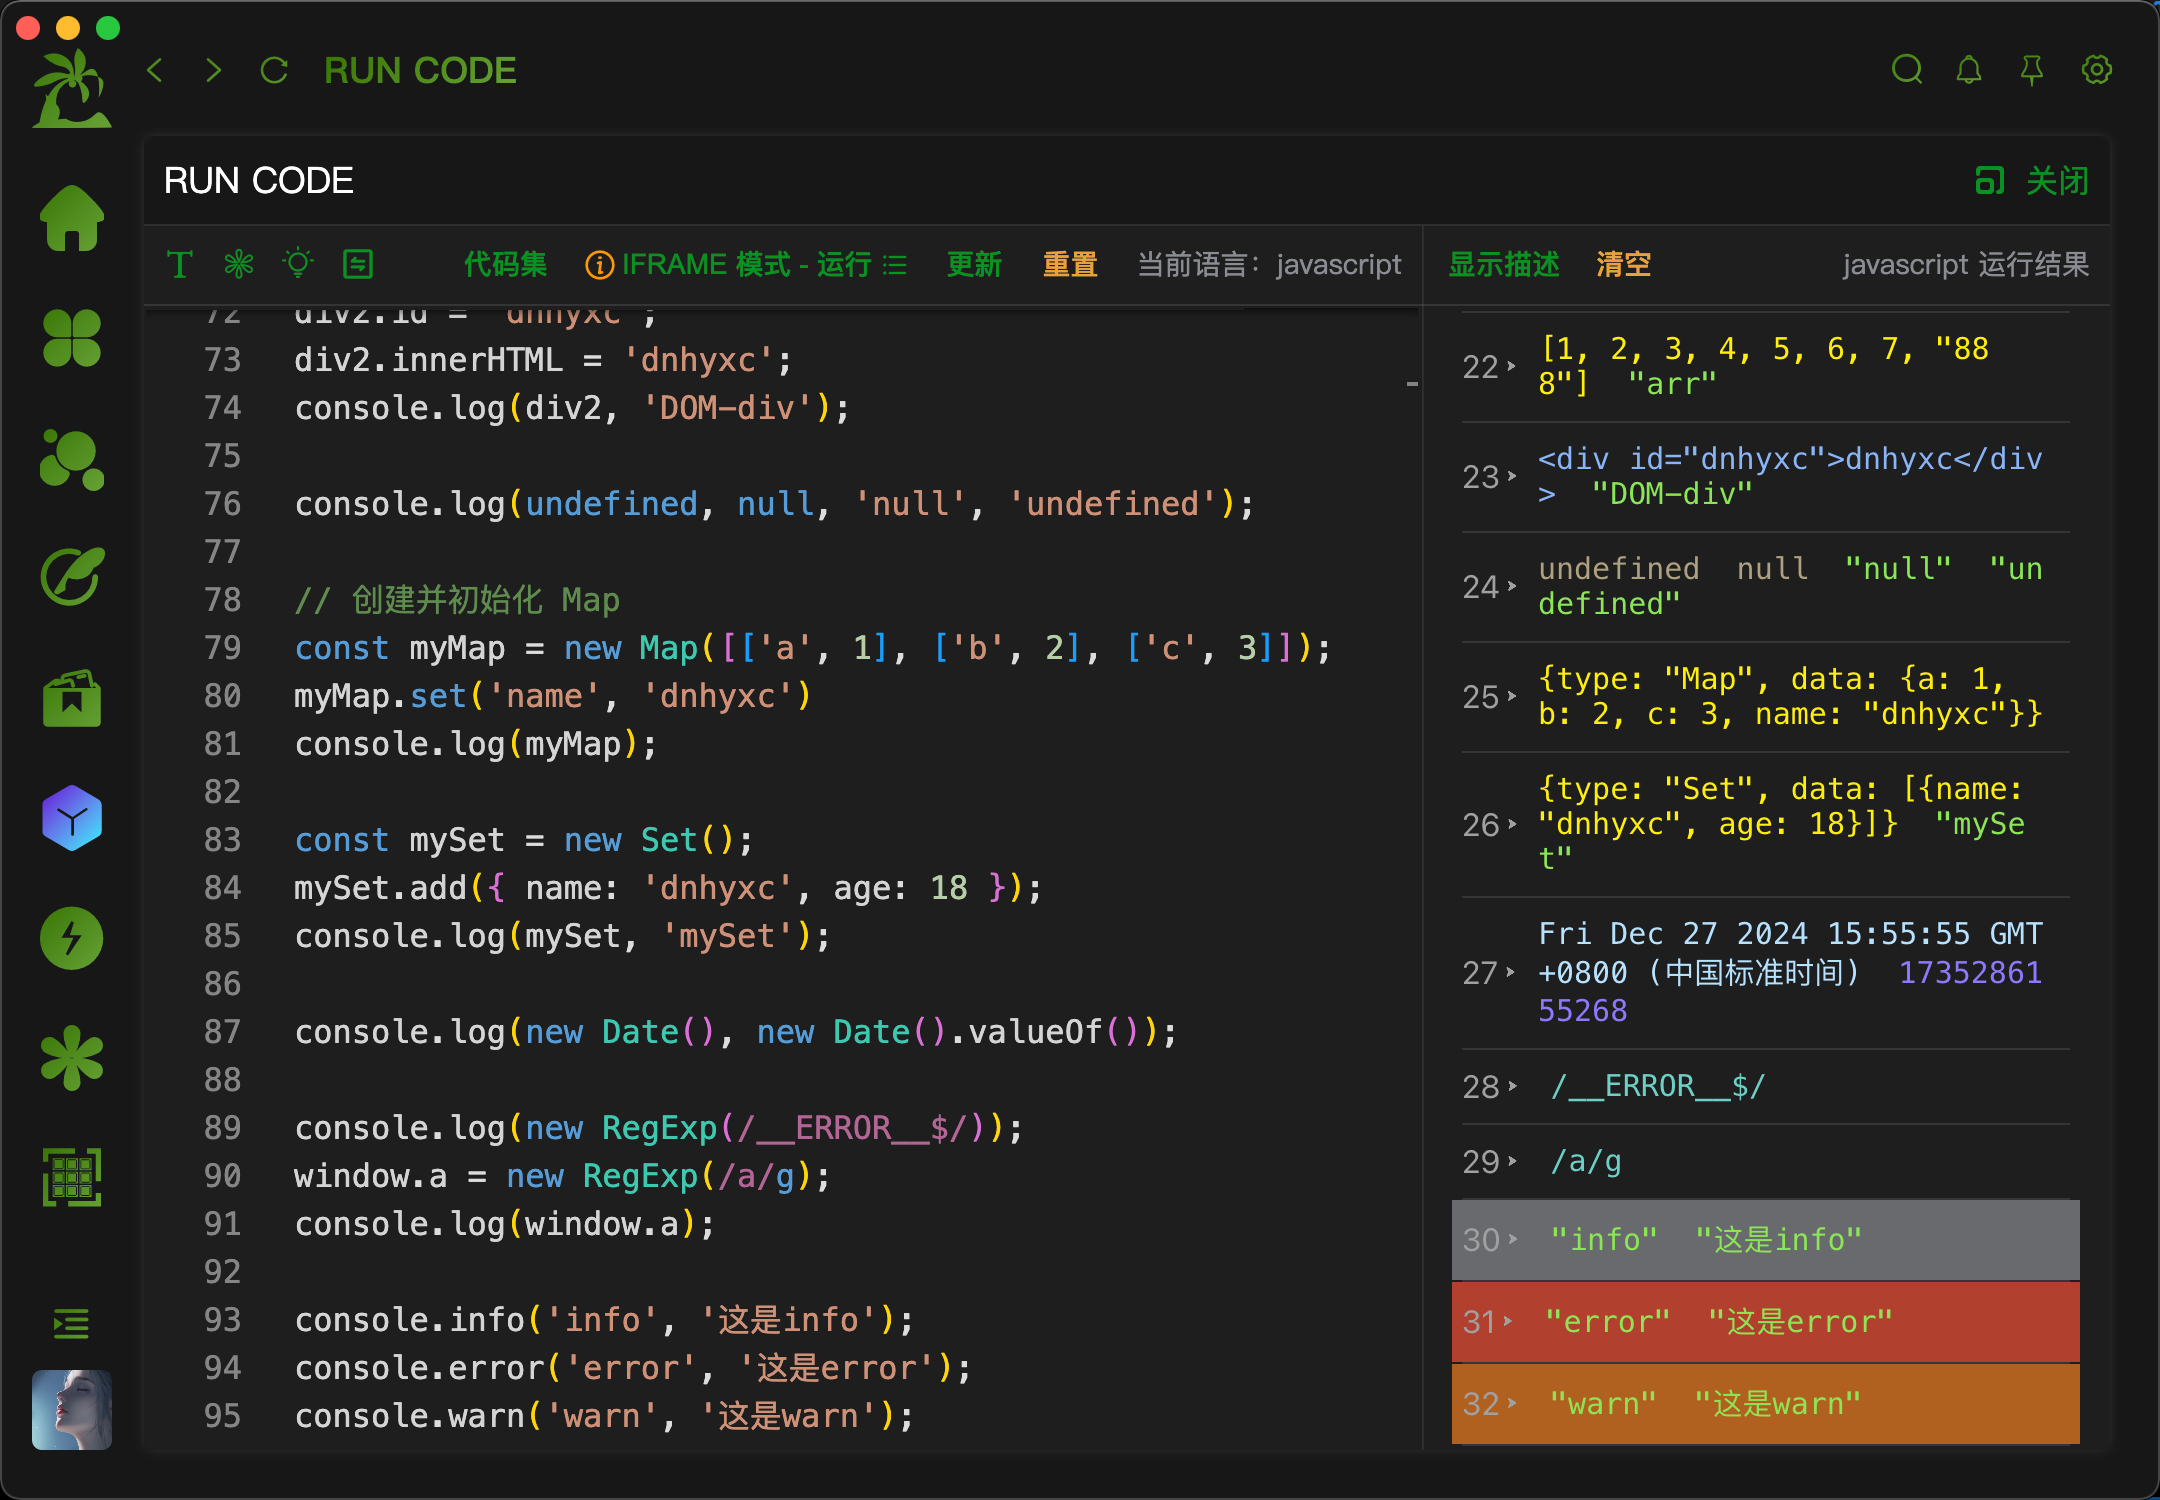 RUN CODE
RUN CODE
关闭
代码集 IFRAME 模式 - 运行 更新 重置 当前语言： javascript
显示描述 清空 javascript 运行结果
72 div2.id = 'dnhyxc';
73 div2.innerHTML = 'dnhyxc';
74 console.log(div2, 'DOM-div');
75
76 console.log(undefined, null, 'null', 'undefined');
77
78 // 创建并初始化 Map
79 const myMap = new Map([['a', 1], ['b', 2], ['c', 3]]);
80 myMap.set('name', 'dnhyxc')
81 console.log(myMap);
82
83 const mySet = new Set();
84 mySet.add({ name: 'dnhyxc', age: 18 });
85 console.log(mySet, 'mySet');
86
87 console.log(new Date(), new Date().valueOf());
88
89 console.log(new RegExp(/__ERROR__$/));
90 window.a = new RegExp(/a/g);
91 console.log(window.a);
92
93 console.info('info', '这是info');
94 console.error('error', '这是error');
95 console.warn('warn', '这是warn');
22 [1, 2, 3, 4, 5, 6, 7, "88
8"] "arr"
23 <div id="dnhyxc">dnhyxc</div
> "DOM-div"
24 undefined null "null" "un
defined"
25 {type: "Map", data: {a: 1,
b: 2, c: 3, name: "dnhyxc"}}
26 {type: "Set", data: [{name:
"dnhyxc", age: 18}]} "mySe
t"
27 Fri Dec 27 2024 15:55:55 GMT
+0800 (中国标准时间) 17352861
55268
28 /__ERROR__$/
29 /a/g
30 "info" "这是info"
31 "error" "这是error"
32 "warn" "这是warn"